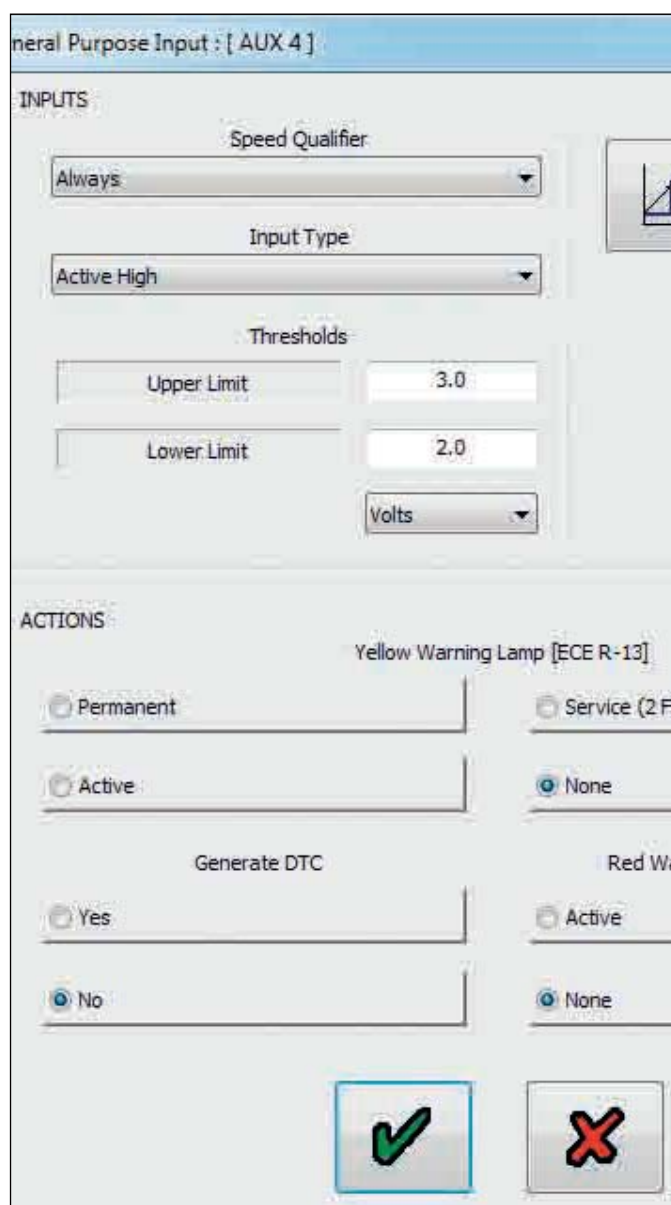 neral Purpose Input : [ AUX 4 ]
INPUTS
Speed Qualifier
Always
Input Type
Active High
Thresholds
Upper Limit 3.0
Lower Limit 2.0
Volts
ACTIONS
Yellow Warning Lamp [ECE R-13]
Permanent Service (2 F
Active None
Generate DTC Red Wa
Yes Active
No None